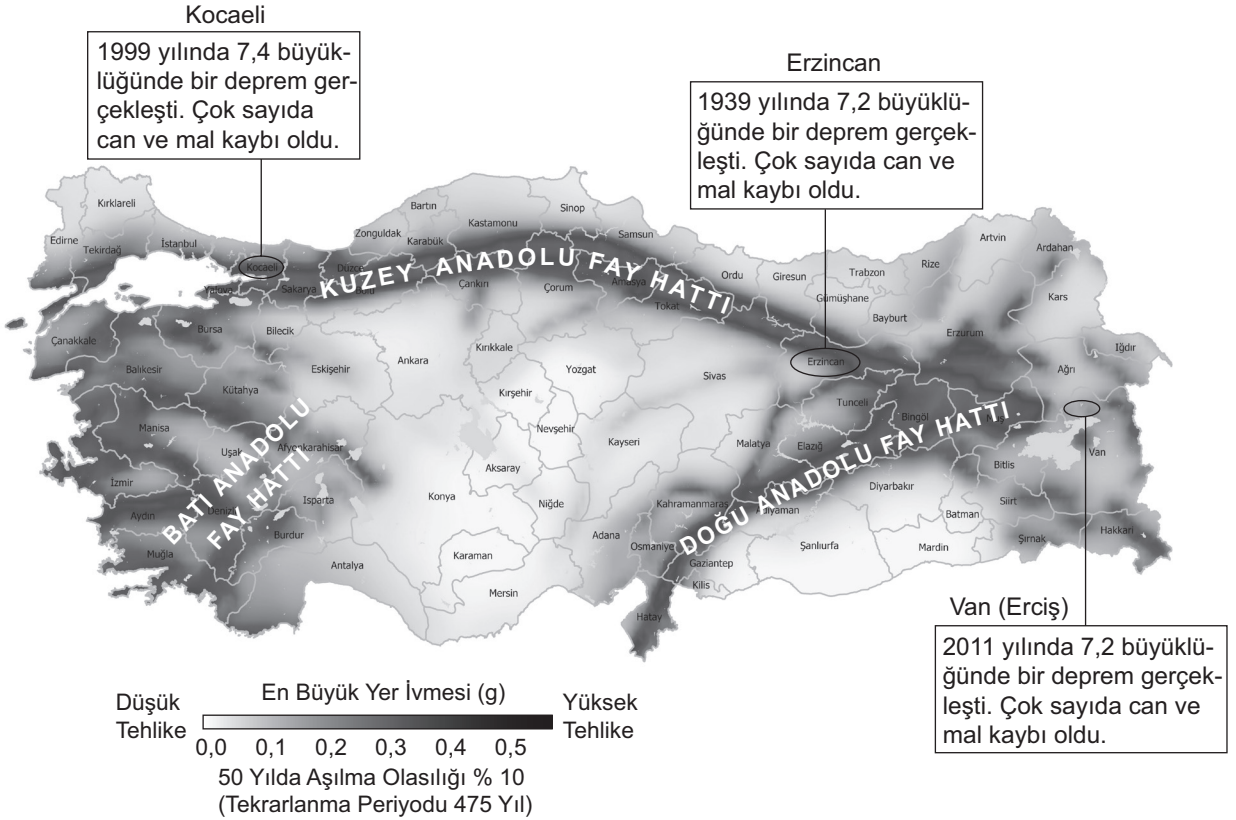 Kocaeli
1999 yılında 7,4 büyük-
lüğünde bir deprem ger-
çekleşti. Çok sayıda
can ve mal kaybı oldu.
Erzincan
1939 yılında 7,2 büyüklü-
ğünde bir deprem gerçek-
leşti. Çok sayıda can ve
mal kaybı oldu.
Kırklareli
Edirne
Tekirdağ
İstanbul
Kocaeli
Yalova
Sakarya
Düzce
Zonguldak
Bartın
Karabük
Kastamonu
Sinop
Samsun
Çankırı
Çorum
Amasya
Tokat
Ordu
Giresun
Trabzon
Rize
Artvin
Ardahan
Gümüşhane
Bayburt
Kars
Erzurum
Iğdır
Ağrı
KUZEY ANADOLU FAY HATTI
Çanakkale
Bursa
Bilecik
Balıkesir
Kütahya
Eskişehir
Ankara
Kırıkkale
Yozgat
Kırşehir
Sivas
Erzincan
Tunceli
Bingöl
Muş
Manisa
Uşak
Afyonkarahisar
Nevşehir
Kayseri
Malatya
Elazığ
Van
Bitlis
BATI ANADOLU
FAY HATTI
DOĞU ANADOLU FAY HATTI
İzmir
Aydın
Denizli
Isparta
Konya
Aksaray
Niğde
Kahramanmaraş
Adıyaman
Diyarbakır
Batman
Siirt
Şırnak
Hakkari
Muğla
Burdur
Antalya
Karaman
Mersin
Adana
Osmaniye
Gaziantep
Kilis
Şanlıurfa
Mardin
Hatay
Van (Erciş)
2011 yılında 7,2 büyüklü-
ğünde bir deprem gerçek-
leşti. Çok sayıda can ve
mal kaybı oldu.
Düşük
Tehlike
En Büyük Yer İvmesi (g)
Yüksek
Tehlike
0,0 0,1 0,2 0,3 0,4 0,5
50 Yılda Aşılma Olasılığı % 10
(Tekrarlanma Periyodu 475 Yıl)